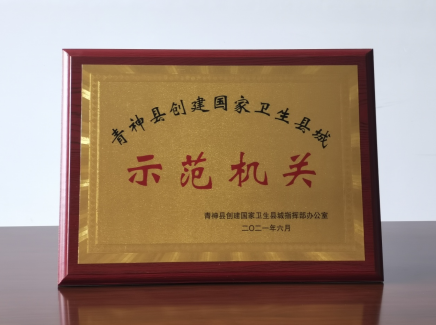 青神县创建国家卫生县城
示范机关
青神县创建国家卫生县城指挥部办公室
二〇二一年六月